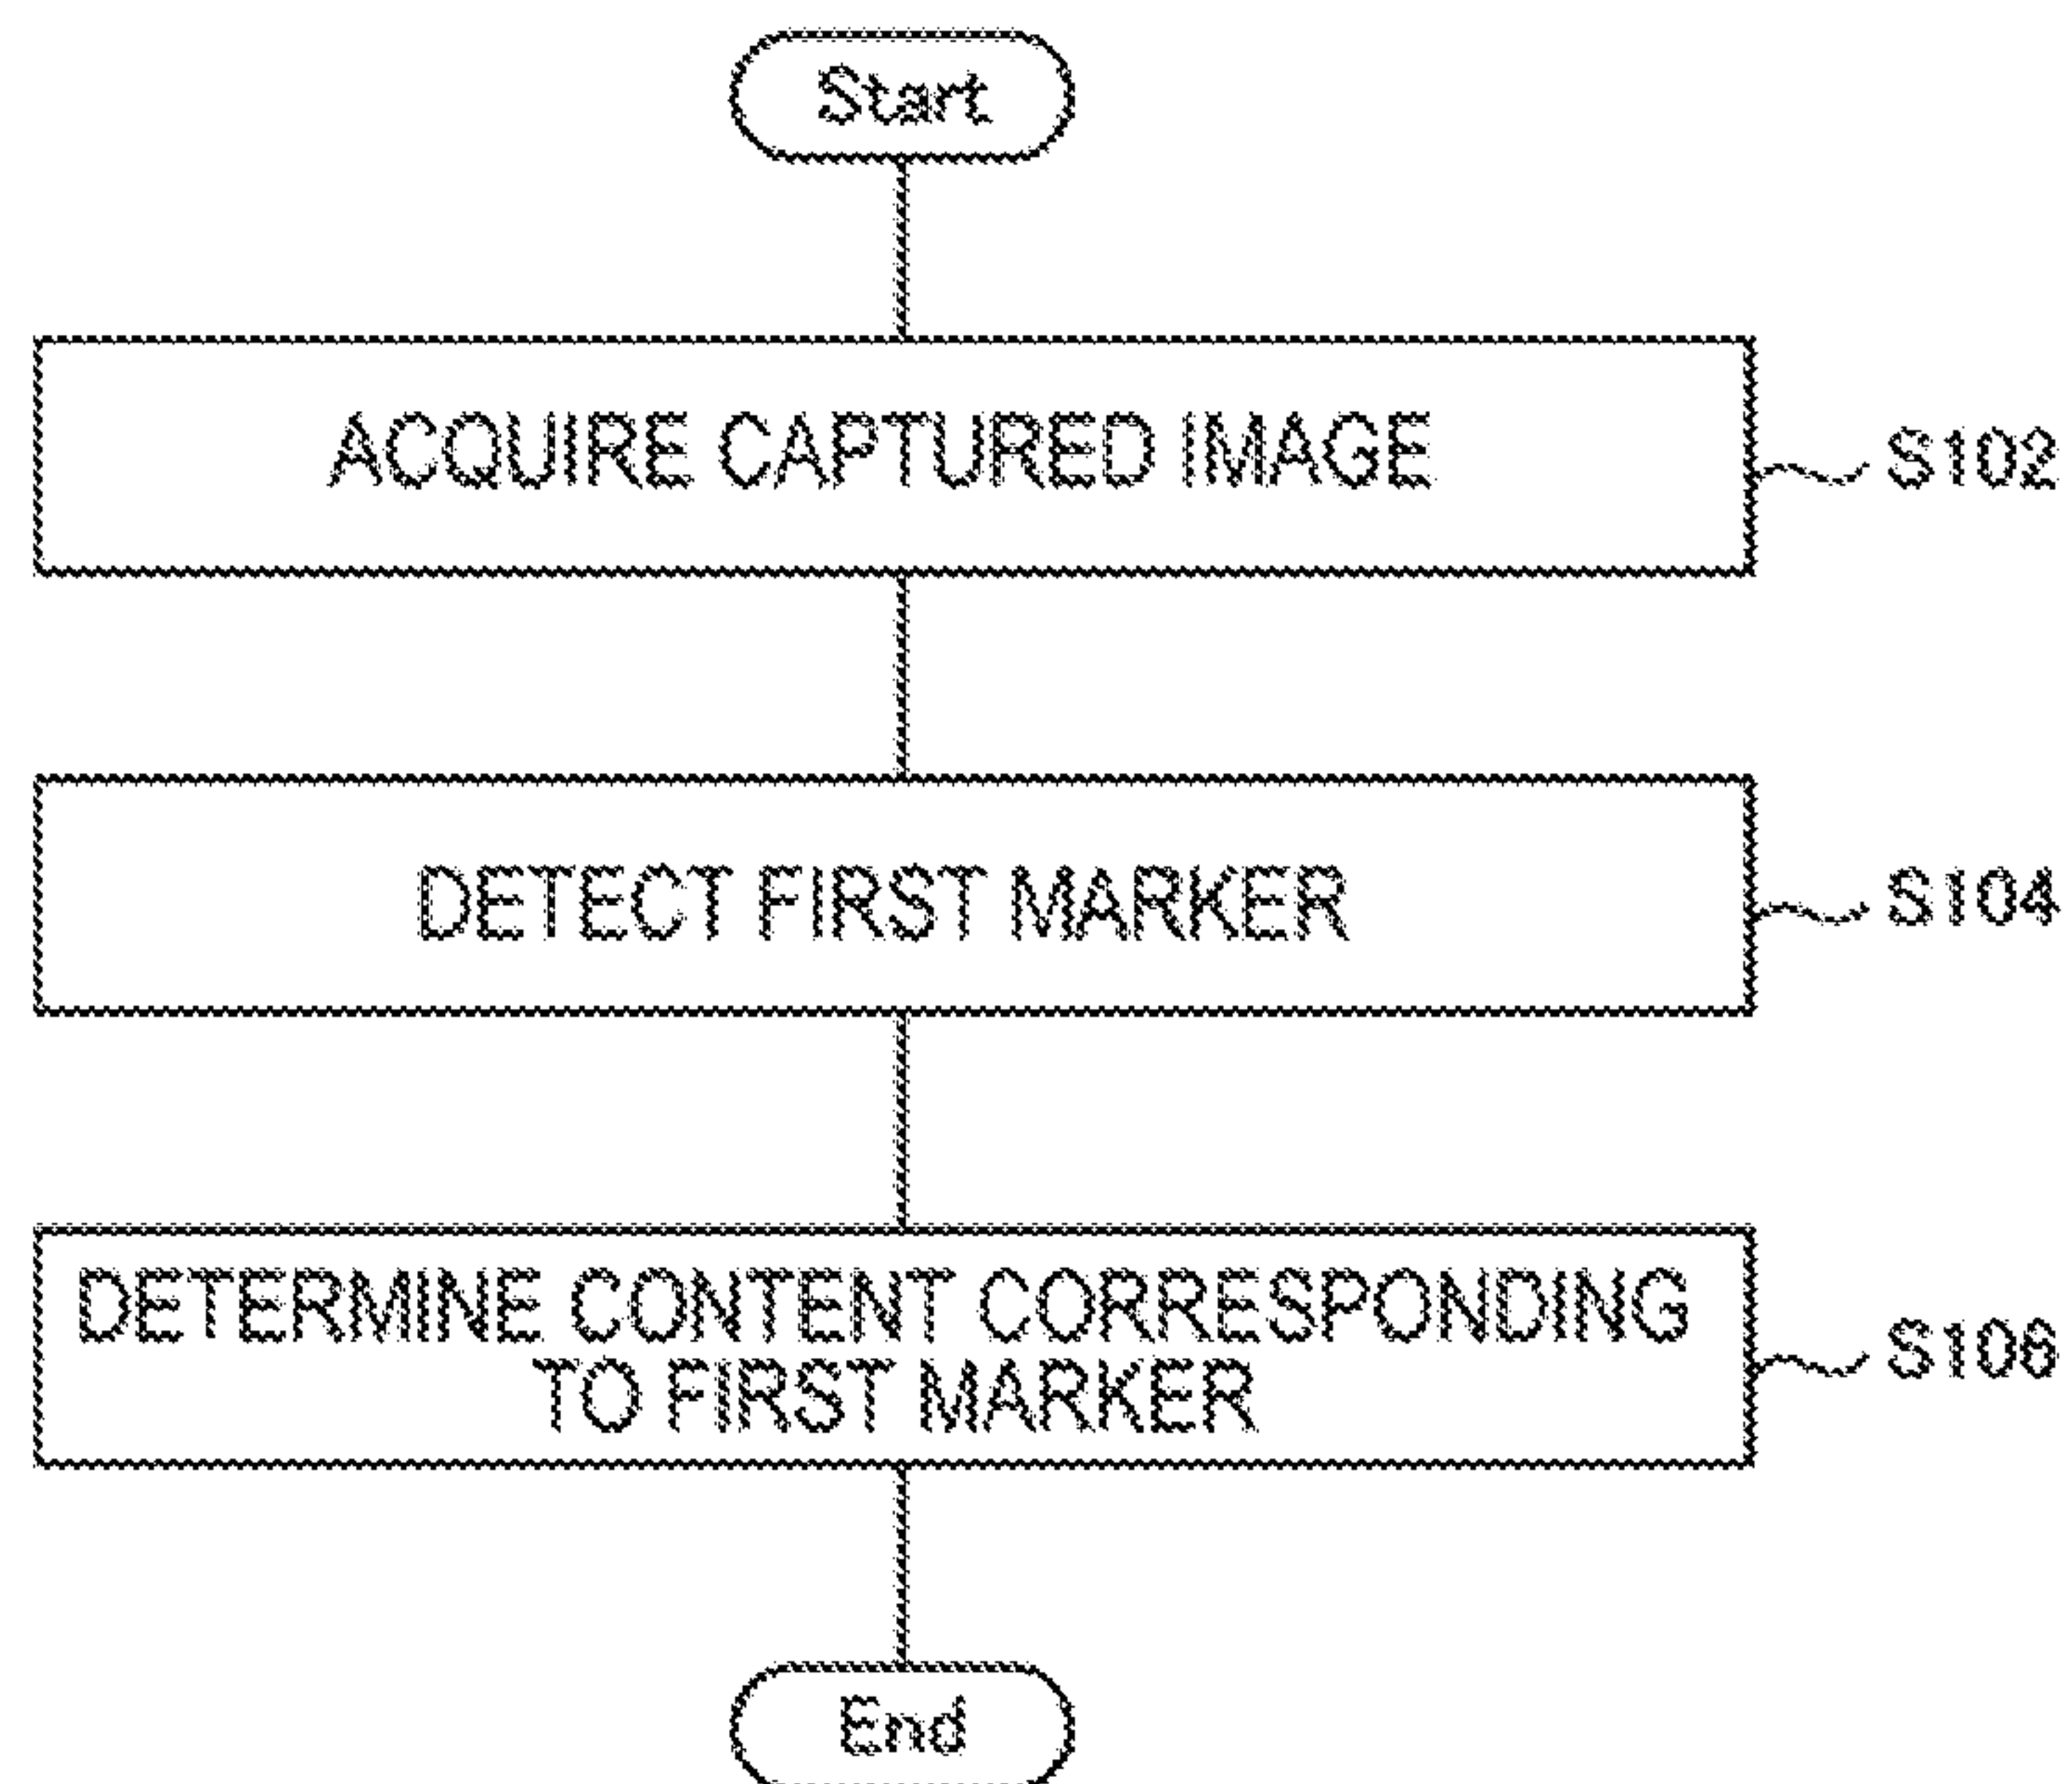 Start
ACQUIRE CAPTURED IMAGE
S102
DETECT FIRST MARKER
S104
DETERMINE CONTENT CORRESPONDING
TO FIRST MARKER
S106
End